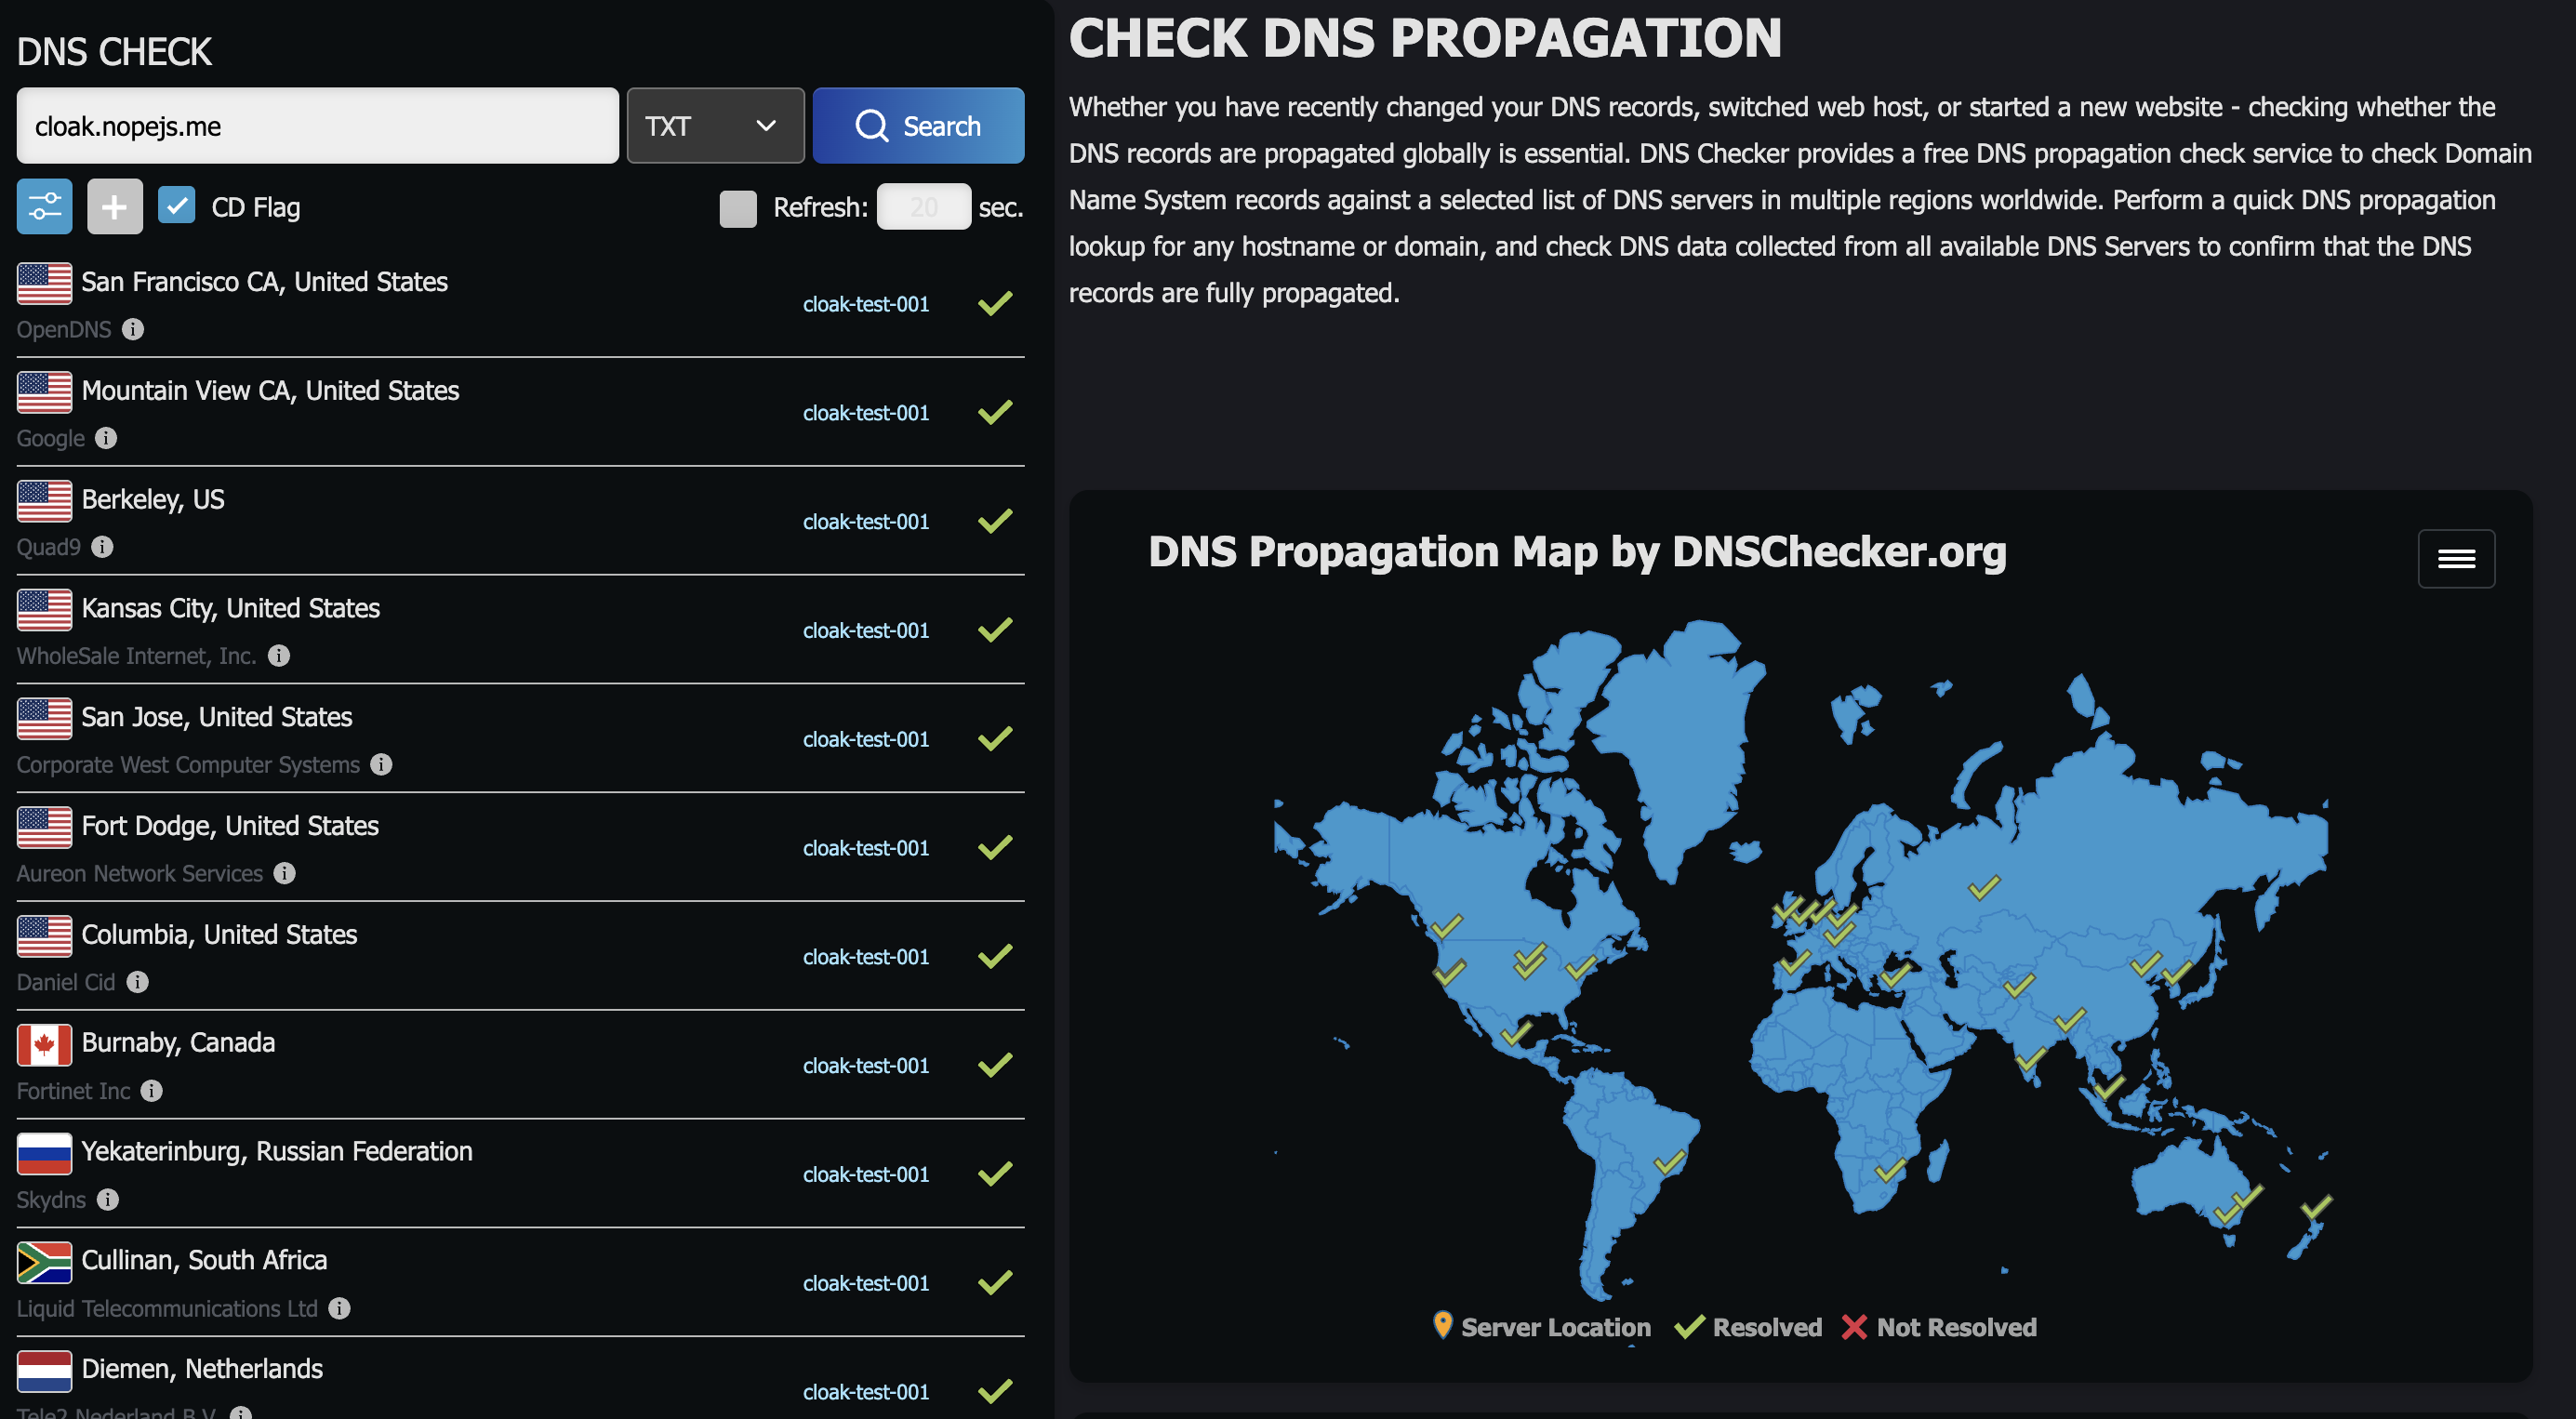 DNS CHECK
cloak.nopejs.me
TXT
Search
CD Flag
Refresh:
20
sec.
San Francisco CA, United States
OpenDNS
cloak-test-001
Mountain View CA, United States
Google
cloak-test-001
Berkeley, US
Quad9
cloak-test-001
Kansas City, United States
WholeSale Internet, Inc.
cloak-test-001
San Jose, United States
Corporate West Computer Systems
cloak-test-001
Fort Dodge, United States
Aureon Network Services
cloak-test-001
Columbia, United States
Daniel Cid
cloak-test-001
Burnaby, Canada
Fortinet Inc
cloak-test-001
Yekaterinburg, Russian Federation
Skydns
cloak-test-001
Cullinan, South Africa
Liquid Telecommunications Ltd
cloak-test-001
Diemen, Netherlands
Tele2 Nederland B.V.
cloak-test-001
CHECK DNS PROPAGATION
Whether you have recently changed your DNS records, switched web host, or started a new website - checking whether the
DNS records are propagated globally is essential. DNS Checker provides a free DNS propagation check service to check Domain
Name System records against a selected list of DNS servers in multiple regions worldwide. Perform a quick DNS propagation
lookup for any hostname or domain, and check DNS data collected from all available DNS Servers to confirm that the DNS
records are fully propagated.
DNS Propagation Map by DNSChecker.org
Server Location
Resolved
Not Resolved